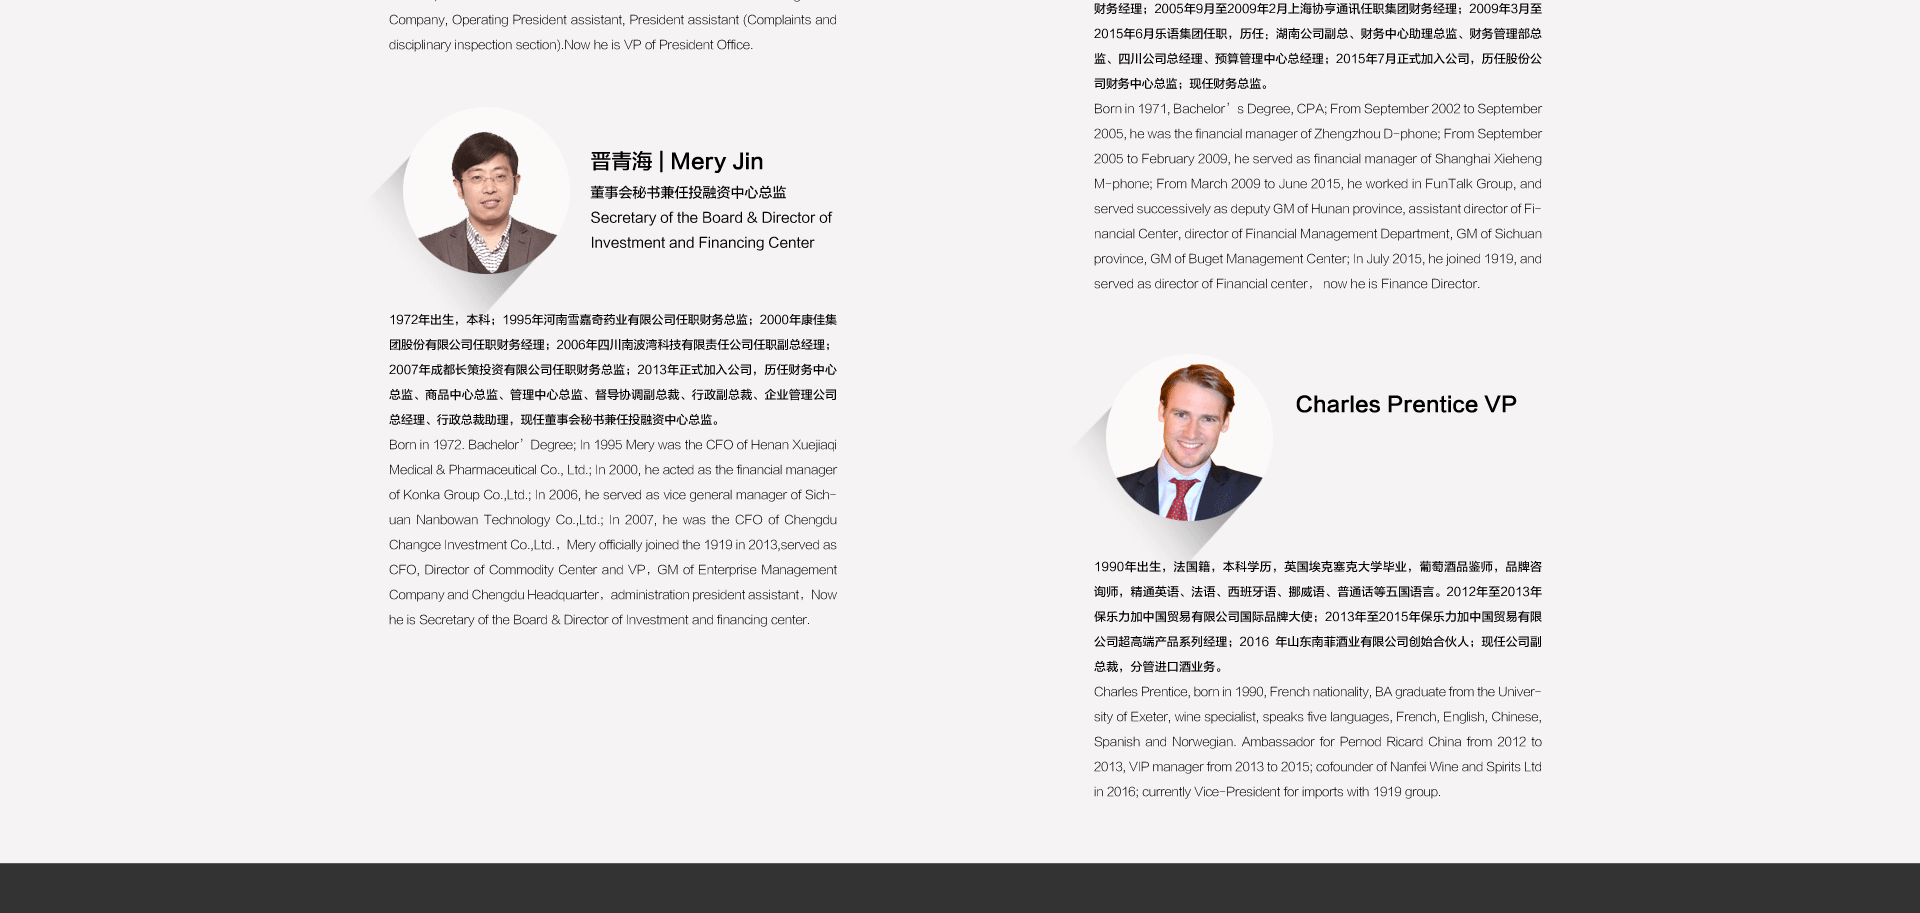 Company, Operating President assistant, President assistant (Complaints and
disciplinary inspection section).Now he is VP of President Office.
晋青海 | Mery Jin
董事会秘书兼任投融资中心总监
Secretary of the Board & Director of
Investment and Financing Center
1972年出生，本科；1995年河南雪嘉奇药业有限公司任职财务总监；2000年康佳集
团股份有限公司任职财务经理；2006年四川南波湾科技有限责任公司任职副总经理；
2007年成都长策投资有限公司任职财务总监；2013年正式加入公司，历任财务中心
总监、商品中心总监、管理中心总监、督导协调副总裁、行政副总裁、企业管理公司
总经理、行政总裁助理，现任董事会秘书兼任投融资中心总监。
Born in 1972. Bachelor’ Degree; In 1995 Mery was the CFO of Henan Xuejiaqi
Medical & Pharmaceutical Co., Ltd.; In 2000, he acted as the financial manager
of Konka Group Co.,Ltd.; In 2006, he served as vice general manager of Sich-
uan Nanbowan Technology Co.,Ltd.; In 2007, he was the CFO of Chengdu
Changce Investment Co.,Ltd.，Mery officially joined the 1919 in 2013,served as
CFO, Director of Commodity Center and VP，GM of Enterprise Management
Company and Chengdu Headquarter，administration president assistant，Now
he is Secretary of the Board & Director of Investment and financing center.
财务经理；2005年9月至2009年2月上海协亨通讯任职集团财务经理；2009年3月至
2015年6月乐语集团任职，历任：湖南公司副总、财务中心助理总监、财务管理部总
监、四川公司总经理、预算管理中心总经理；2015年7月正式加入公司，历任股份公
司财务中心总监；现任财务总监。
Born in 1971, Bachelor’s Degree, CPA; From September 2002 to September
2005, he was the financial manager of Zhengzhou D-phone; From September
2005 to February 2009, he served as financial manager of Shanghai Xieheng
M-phone; From March 2009 to June 2015, he worked in FunTalk Group, and
served successively as deputy GM of Hunan province, assistant director of Fi-
nancial Center, director of Financial Management Department, GM of Sichuan
province, GM of Buget Management Center; In July 2015, he joined 1919, and
served as director of Financial center， now he is Finance Director.
Charles Prentice VP
1990年出生，法国籍，本科学历，英国埃克塞克大学毕业，葡萄酒品鉴师，品牌咨
询师，精通英语、法语、西班牙语、挪威语、普通话等五国语言。2012年至2013年
保乐力加中国贸易有限公司国际品牌大使；2013年至2015年保乐力加中国贸易有限
公司超高端产品系列经理；2016 年山东南菲酒业有限公司创始合伙人；现任公司副
总裁，分管进口酒业务。
Charles Prentice, born in 1990, French nationality, BA graduate from the Univer-
sity of Exeter, wine specialist, speaks five languages, French, English, Chinese,
Spanish and Norwegian. Ambassador for Pernod Ricard China from 2012 to
2013, VIP manager from 2013 to 2015; cofounder of Nanfei Wine and Spirits Ltd
in 2016; currently Vice-President for imports with 1919 group.